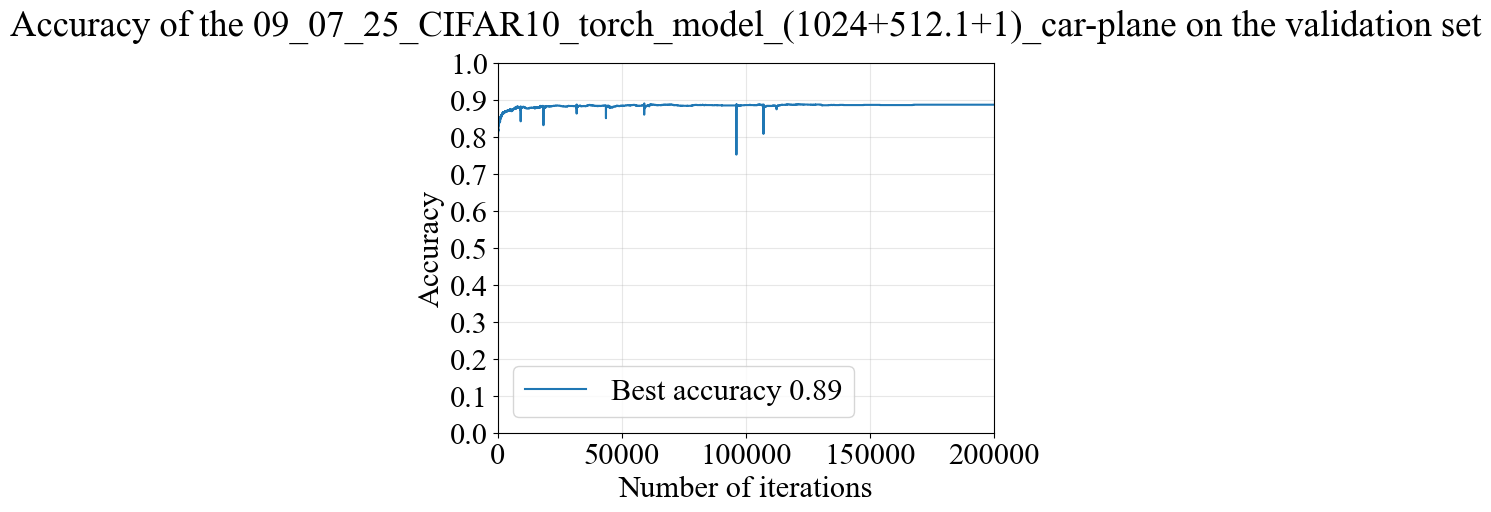 Accuracy of the 09_07_25_CIFAR10_torch_model_(1024+512.1+1)_car-plane on the validation set
1.0
0.9
0.8
0.7
0.6
0.5
0.4
0.3
0.2
0.1
0.0
Accuracy
Best accuracy 0.89
0 50000 100000 150000 200000
Number of iterations